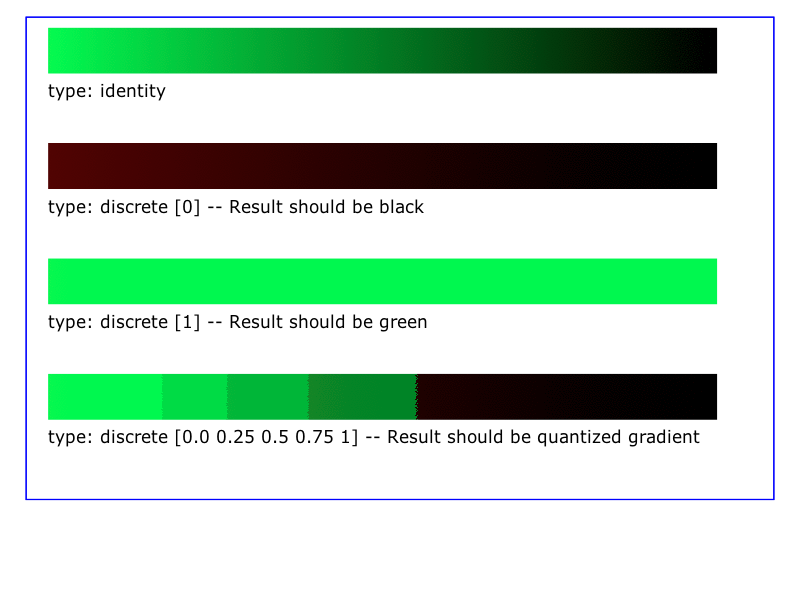 type: identity
type: discrete [0] -- Result should be black
type: discrete [1] -- Result should be green
type: discrete [0.0 0.25 0.5 0.75 1] -- Result should be quantized gradient